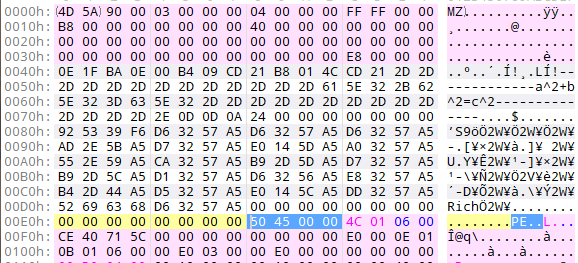 0000h: 4D 5A 90 00 03 00 00 00 04 00 00 00 FF FF 00 00 MZ..........ÿÿ..
0010h: B8 00 00 00 00 00 00 00 40 00 00 00 00 00 00 00 ¸.......@.......
0020h: 00 00 00 00 00 00 00 00 00 00 00 00 00 00 00 00 ................
0030h: 00 00 00 00 00 00 00 00 00 00 00 00 E8 00 00 00 ............è...
0040h: 0E 1F BA 0E 00 B4 09 CD 21 B8 01 4C CD 21 2D 2D ..º..´.Í!¸.LÍ!--
0050h: 2D 2D 2D 2D 2D 2D 2D 2D 2D 2D 2D 61 5E 32 2B 62 -----------a^2+b
0060h: 5E 32 3D 63 5E 32 2D 2D 2D 2D 2D 2D 2D 2D 2D 2D ^2=c^2----------
0070h: 2D 2D 2D 2E 0D 0D 0A 24 00 00 00 00 00 00 00 00 ---....$........
0080h: 92 53 39 F6 D6 32 57 A5 D6 32 57 A5 D6 32 57 A5 ’S9öÖ2W¥Ö2W¥Ö2W¥
0090h: AD 2E 5B A5 D7 32 57 A5 E0 14 5D A5 A0 32 57 A5 .[¥×2W¥à.]¥ 2W¥
00A0h: 55 2E 59 A5 CA 32 57 A5 B9 2D 5D A5 D7 32 57 A5 U.Y¥Ê2W¥¹-]¥×2W¥
00B0h: B9 2D 5C A5 D1 32 57 A5 D6 32 56 A5 E8 32 57 A5 ¹-\¥Ñ2W¥Ö2V¥è2W¥
00C0h: B4 2D 44 A5 D5 32 57 A5 E0 14 5C A5 DD 32 57 A5 ´-D¥Õ2W¥à.\¥Ý2W¥
00D0h: 52 69 63 68 D6 32 57 A5 00 00 00 00 00 00 00 00 RichÖ2W¥........
00E0h: 00 00 00 00 00 00 00 00 50 45 00 00 4C 01 06 00 ........PE..L...
00F0h: CE 40 71 5C 00 00 00 00 00 00 00 00 E0 00 0E 01 Î@q\........à...
0100h: 0B 01 06 00 00 E0 03 00 00 E0 00 00 00 00 00 00 .....à...à......